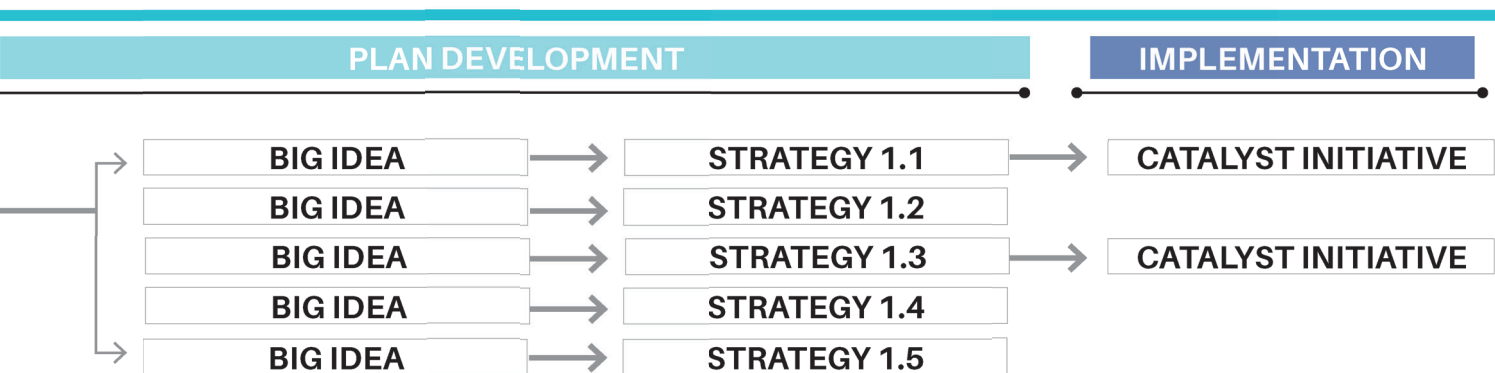 PLAN DEVELOPMENT IMPLEMENTATION
BIG IDEA STRATEGY 1.1 CATALYST INITIATIVE
BIG IDEA STRATEGY 1.2
BIG IDEA STRATEGY 1.3 CATALYST INITIATIVE
BIG IDEA STRATEGY 1.4
BIG IDEA STRATEGY 1.5